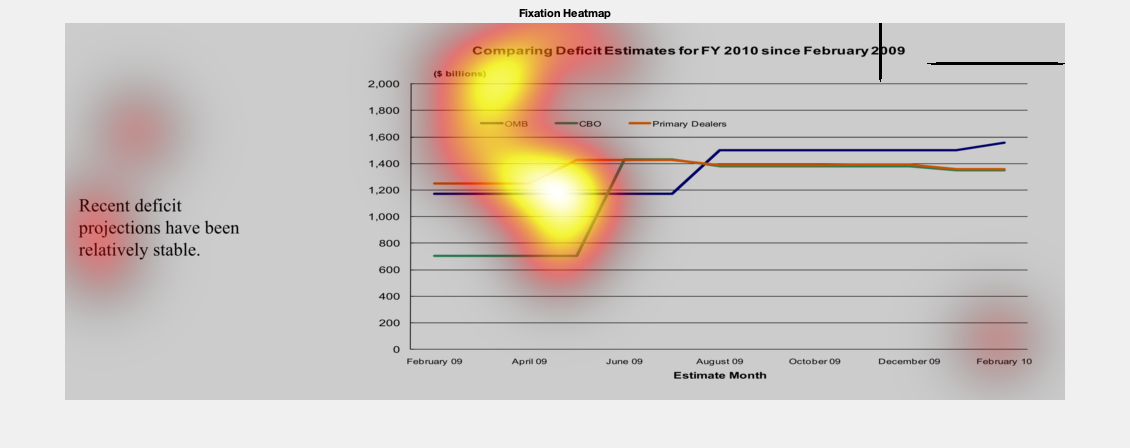 Fixation Heatmap
Comparing Deficit Estimates for FY 2010 since February 2009
($ billions)
2,000
1,800
OMB
CBO
Primary Dealers
1,600
1,400
1,200
1,000
800
600
400
200
0
Recent deficit
projections have been
relatively stable.
February 09
April 09
June 09
August 09
October 09
December 09
February 10
Estimate Month